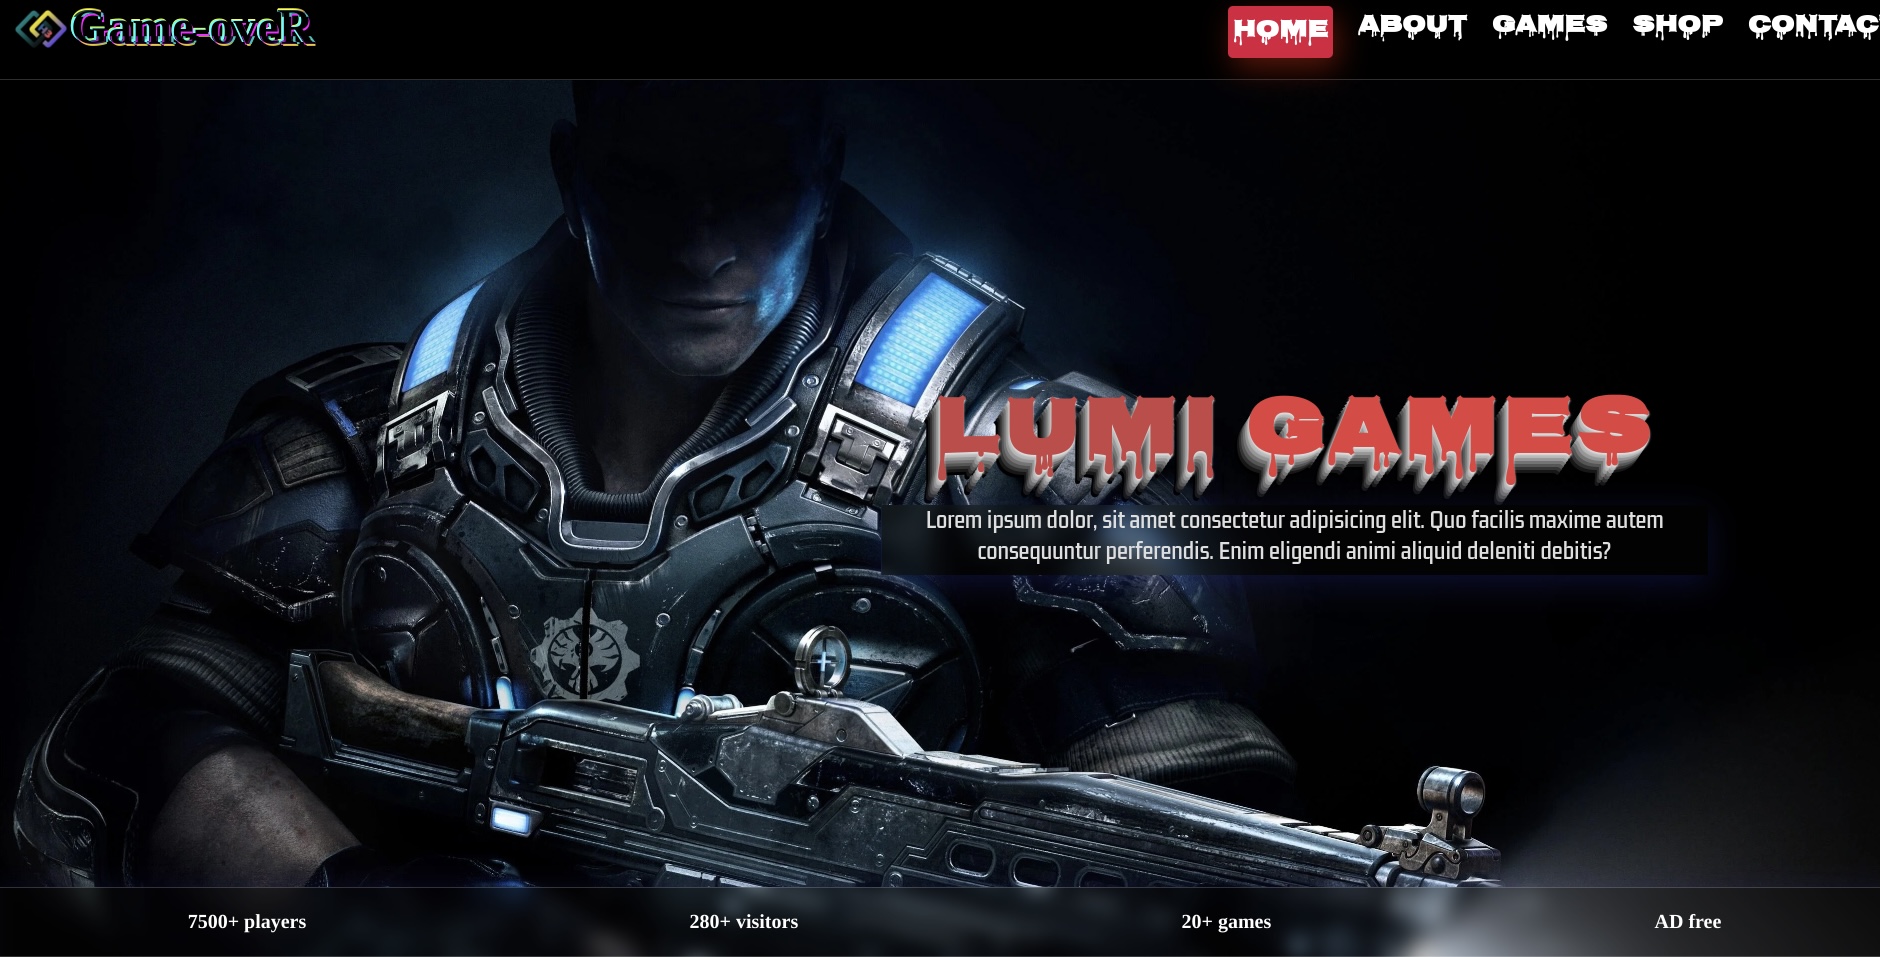 Game-oveR
HOME ABOUT GAMES SHOP CONTAC
LUMI GAMES
Lorem ipsum dolor, sit amet consectetur adipisicing elit. Quo facilis maxime autem
consequuntur perferendis. Enim eligendi animi aliquid deleniti debitis?
7500+ players 280+ visitors 20+ games AD free